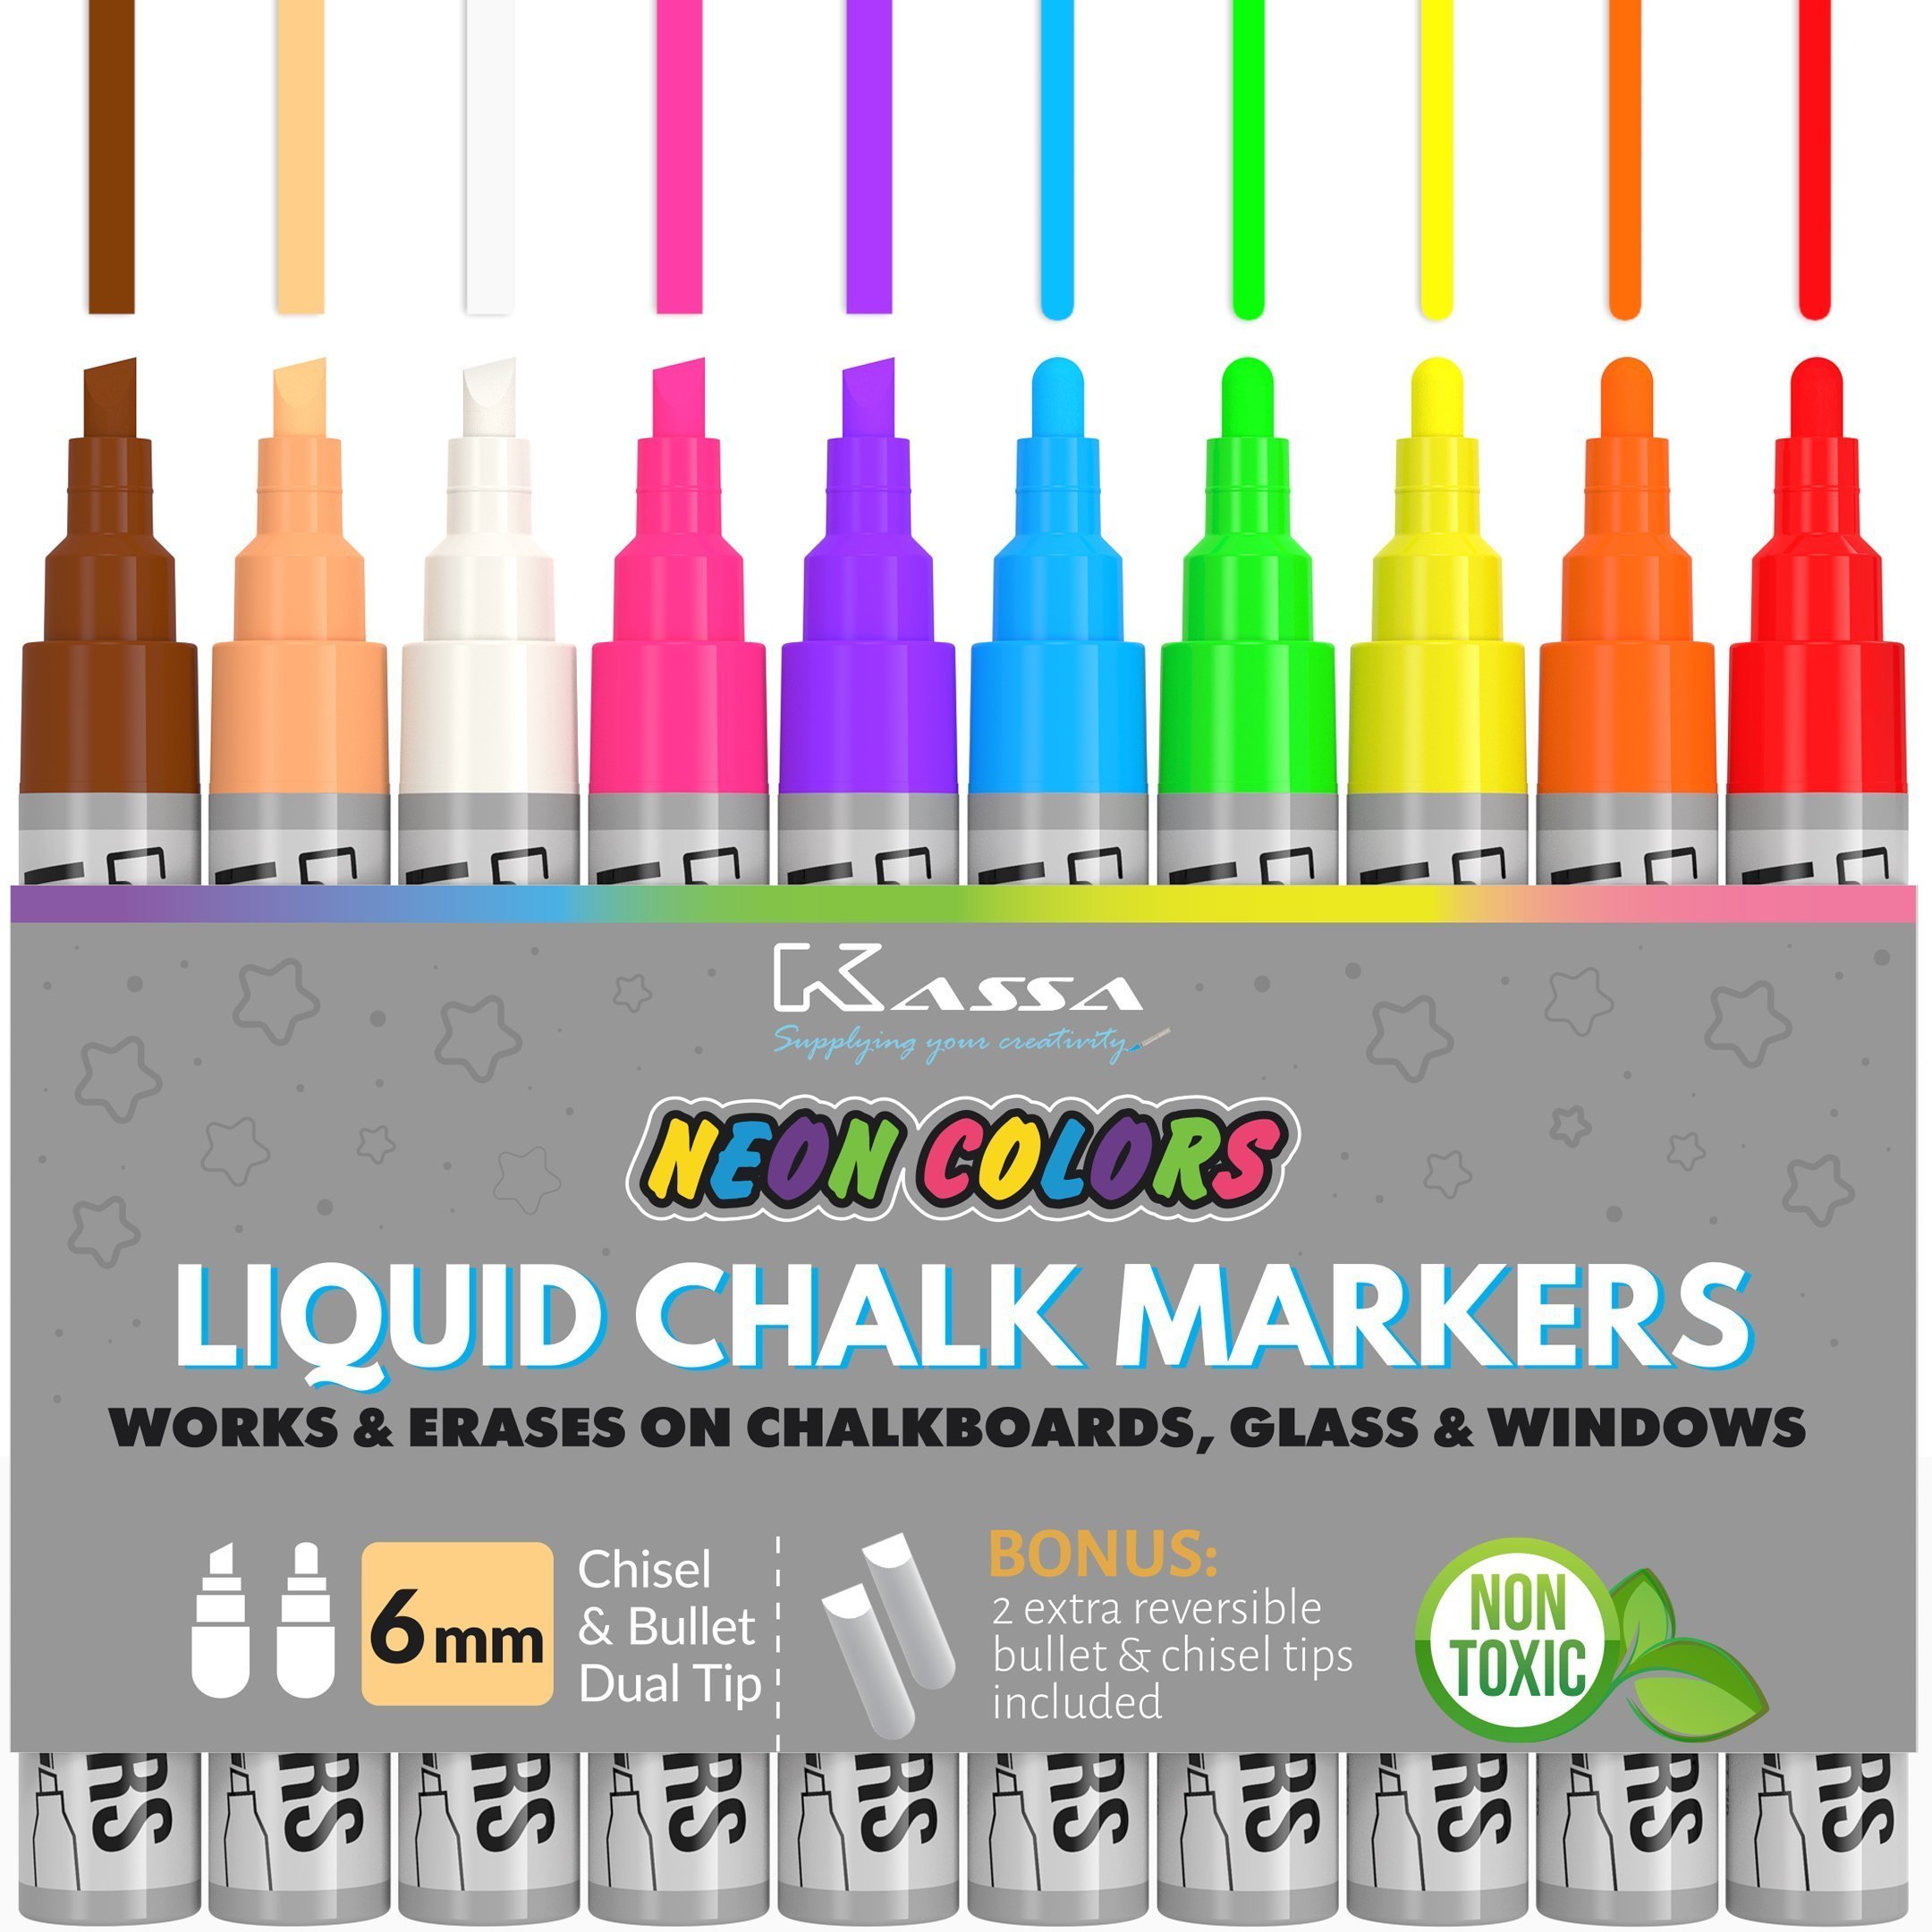 KASSA
Supplying your creativity
NEON COLORS
LIQUID CHALK MARKERS
WORKS & ERASES ON CHALKBOARDS, GLASS & WINDOWS
6mm
Chisel
& Bullet
Dual Tip
BONUS:
2 extra reversible
bullet & chisel tips
included
NON
TOXIC